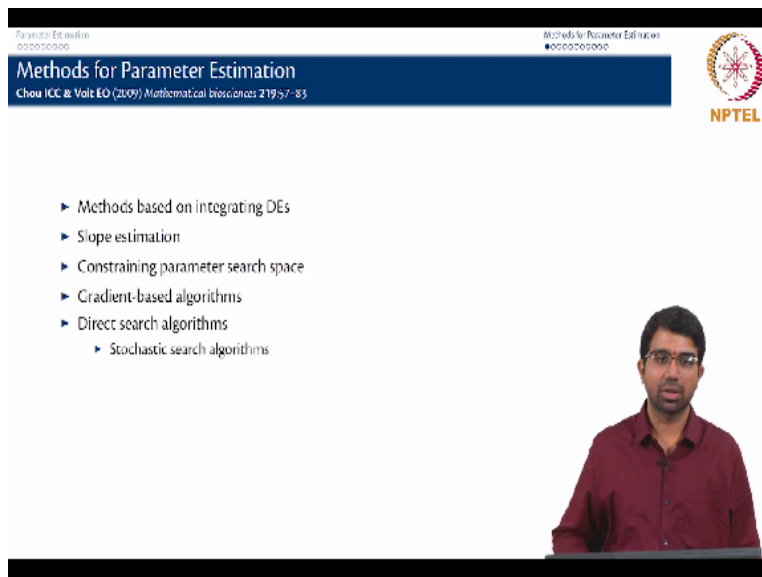 Parameter Estimation
Methods for Parameter Estimation
Methods for Parameter Estimation
Chou ICC & Voit EO (2009) Mathematical biosciences 219:57–83
NPTEL
Methods based on integrating DEs
Slope estimation
Constraining parameter search space
Gradient-based algorithms
Direct search algorithms
Stochastic search algorithms